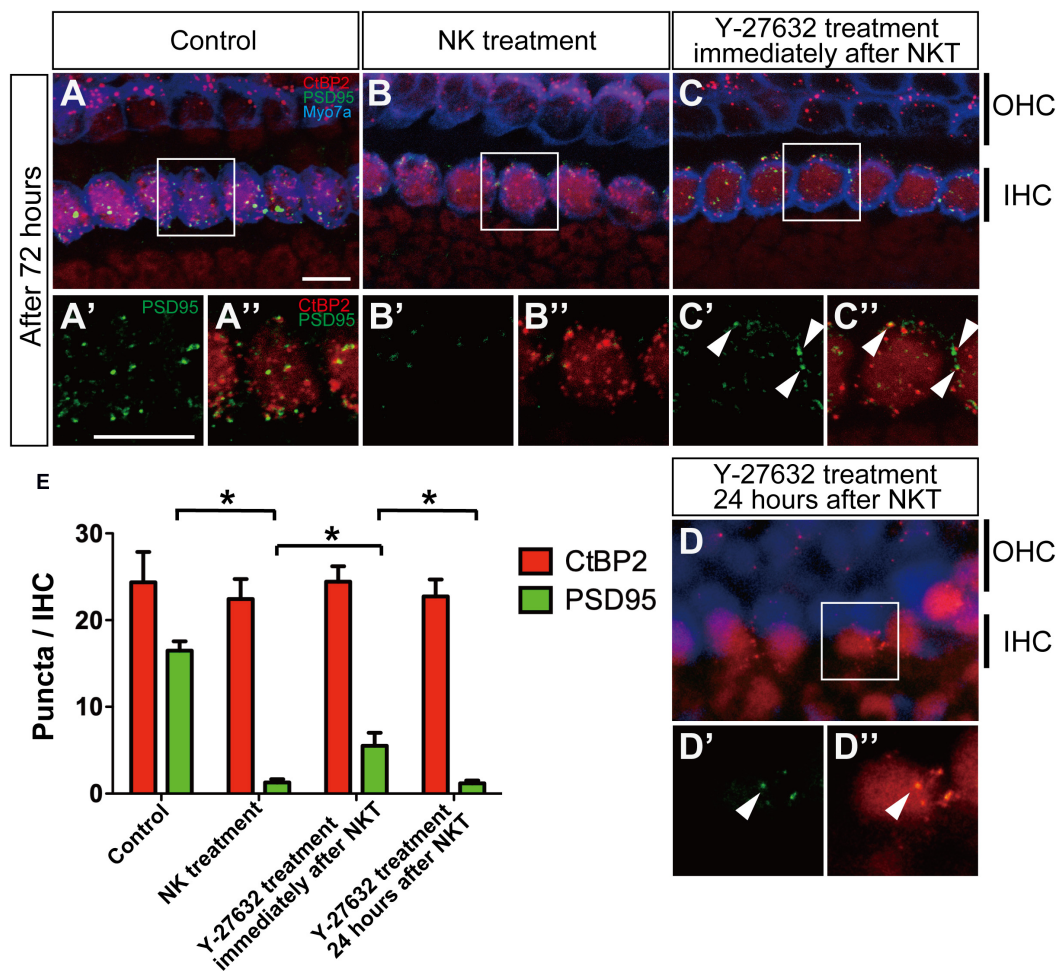 Control
NK treatment
Y-27632 treatment
immediately after NKT
After 72 hours
A
CtBP2
PSD95
Myo7a
B
C
OHC
IHC
A'
PSD95
A''
CtBP2
PSD95
B'
B''
C'
C''
E
*
*
*
30
20
10
0
Puncta / IHC
CtBP2
PSD95
Control
NK treatment
Y-27632 treatment
immediately after NKT
Y-27632 treatment
24 hours after NKT
Y-27632 treatment
24 hours after NKT
D
OHC
IHC
D'
D''